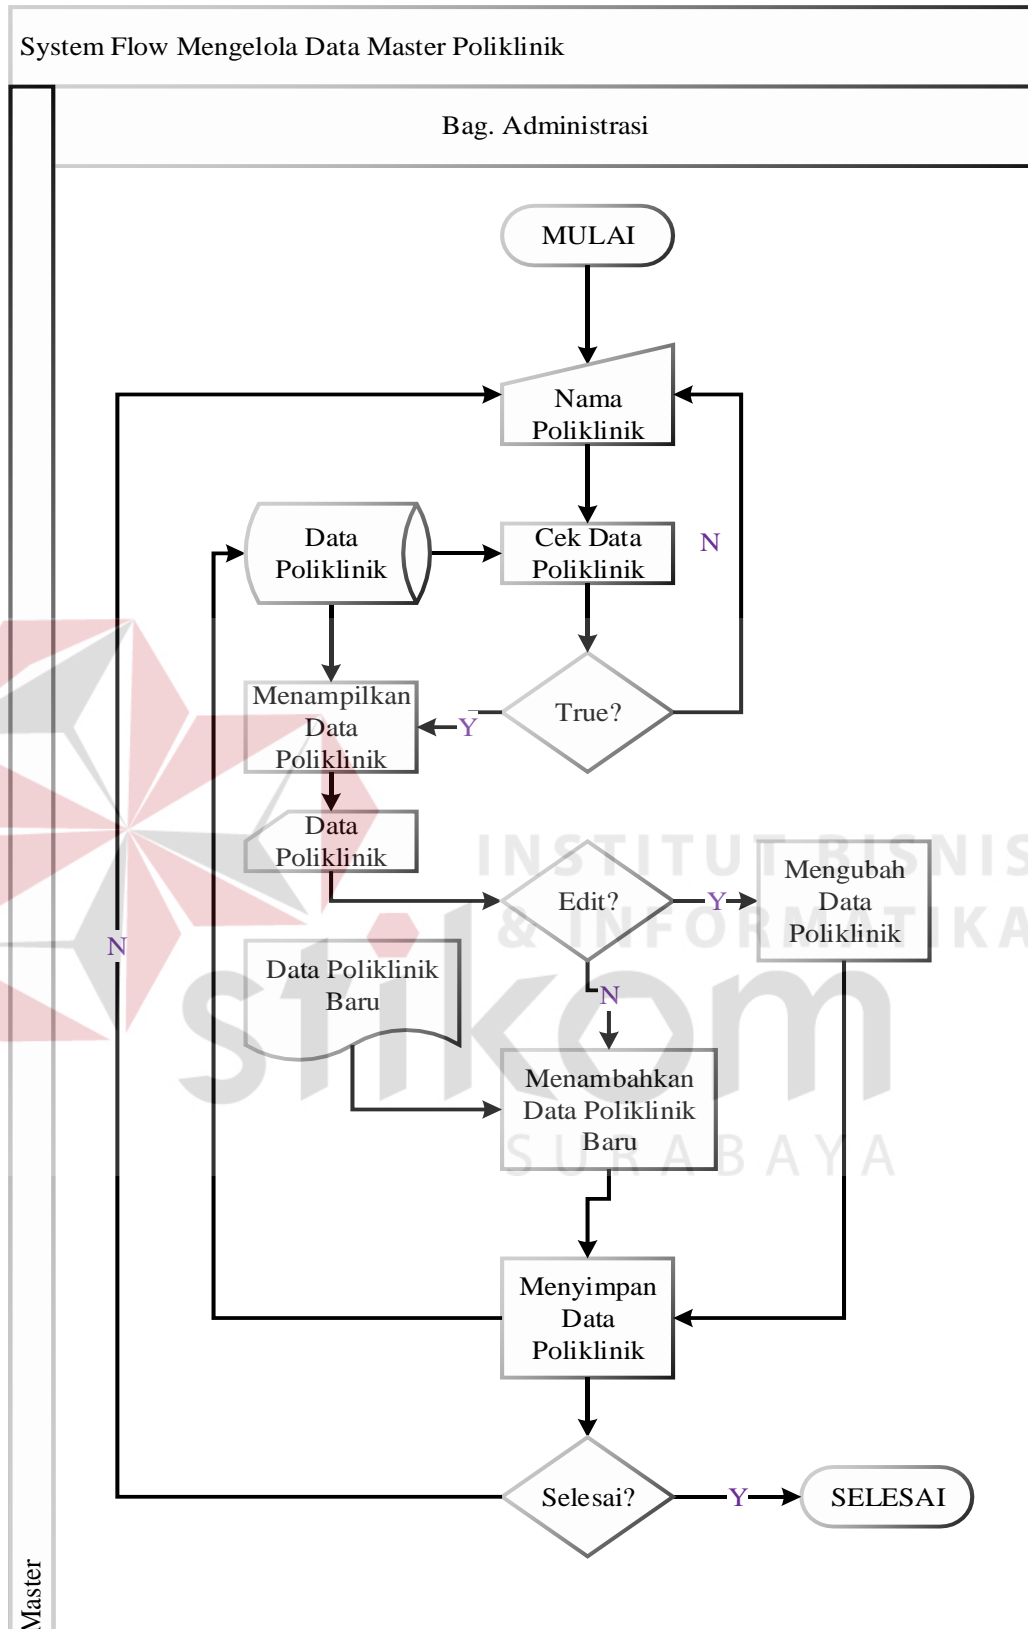 System Flow Mengelola Data Master Poliklinik
Bag. Administrasi
MULAI
Nama
Poliklinik
Data
Poliklinik
Cek Data
Poliklinik
N
Menampilkan
Data
Poliklinik
Y
True?
Data
Poliklinik
INSTITUT BISNIS
& INFORMATIKA
Edit?
Y
Mengubah
Data
Poliklinik
N
Data Poliklinik
Baru
N
stikom
SURABAYA
Menambahkan
Data Poliklinik
Baru
Menyimpan
Data
Poliklinik
Selesai?
Y
SELESAI
Master